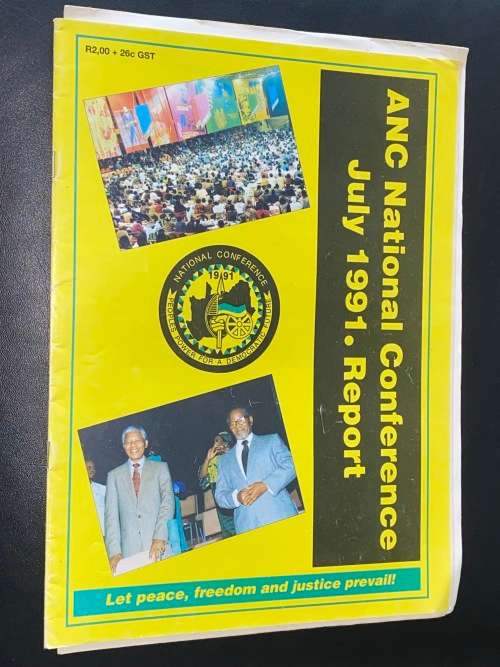 R2,00 + 26c GST
ANC National Conference
July 1991. Report
NATIONAL CONFERENCE
1991
PEOPLE'S POWER FOR A DEMOCRATIC FUTURE
Let peace, freedom and justice prevail!